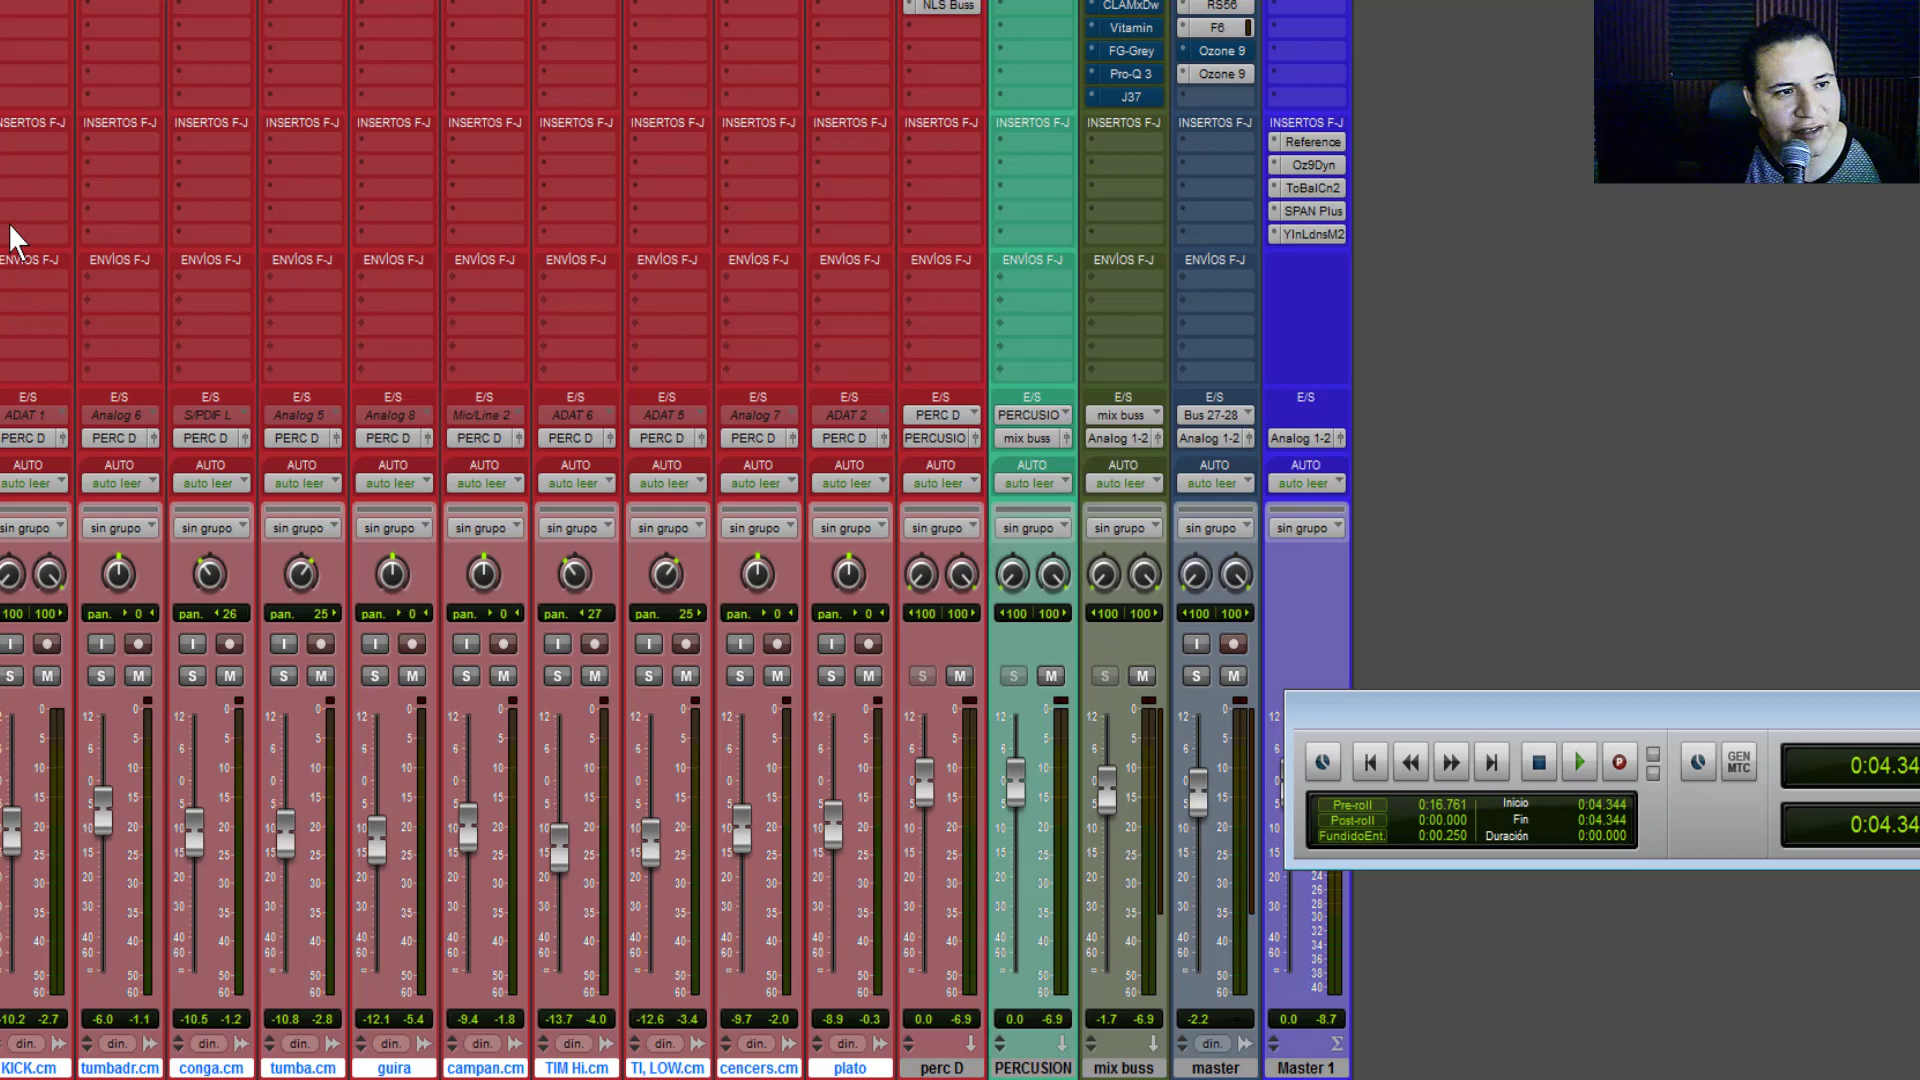 NLS Buss CLAMxDw RS56
Vitamin F6
FG-Grey Ozone 9
Pro-Q 3 Ozone 9
J37
INSERTOS F-J INSERTOS F-J INSERTOS F-J INSERTOS F-J INSERTOS F-J INSERTOS F-J INSERTOS F-J INSERTOS F-J INSERTOS F-J INSERTOS F-J INSERTOS F-J INSERTOS F-J INSERTOS F-J INSERTOS F-J
Reference
Oz9Dyn
ToBalCn2
SPAN Plus
YlnLdnsM2
ENVÍOS F-J ENVÍOS F-J ENVÍOS F-J ENVÍOS F-J ENVÍOS F-J ENVÍOS F-J ENVÍOS F-J ENVÍOS F-J ENVÍOS F-J ENVÍOS F-J ENVÍOS F-J ENVÍOS F-J ENVÍOS F-J ENVÍOS F-J
E/S E/S E/S E/S E/S E/S E/S E/S E/S E/S E/S E/S E/S E/S E/S
ADAT 1 Analog 6 S/PDIF L Analog 5 Analog 8 Mic/Line 2 ADAT 6 ADAT 5 Analog 7 ADAT 2 PERC D PERCUSIO mix buss Bus 27-28
PERC D PERC D PERC D PERC D PERC D PERC D PERC D PERC D PERC D PERC D PERCUSIO mix buss Analog 1-2 Analog 1-2 Analog 1-2
AUTO AUTO AUTO AUTO AUTO AUTO AUTO AUTO AUTO AUTO AUTO AUTO AUTO AUTO AUTO
auto leer auto leer auto leer auto leer auto leer auto leer auto leer auto leer auto leer auto leer auto leer auto leer auto leer auto leer auto leer
sin grupo sin grupo sin grupo sin grupo sin grupo sin grupo sin grupo sin grupo sin grupo sin grupo sin grupo sin grupo sin grupo sin grupo sin grupo
100 100 pan. 0 pan. 26 pan. 25 pan. 0 pan. 0 pan. 27 pan. 25 pan. 0 pan. 0 100 100 100 100 100 100 100 100
I I I I I I I I I I I
S M S M S M S M S M S M S M S M S M S M S M S M S M S M
GEN
MTC
0:04.34
Pre-roll 0:16.761 Inicio 0:04.344
Post-roll 0:00.000 Fin 0:04.344
FundidoEnt. 0:00.250 Duración 0:00.000
0:04.34
-10.2 -2.7 -6.0 -1.1 -10.5 -1.2 -10.8 -2.8 -12.1 -5.4 -9.4 -1.8 -13.7 -4.0 -12.6 -3.4 -9.7 -2.0 -8.9 -0.3 0.0 -6.9 0.0 -6.9 -1.7 -6.9 -2.2 0.0 -8.7
din. din. din. din. din. din. din. din. din. din. din. Σ
KICK.cm tumbadr.cm conga.cm tumba.cm guira campan.cm TIM Hi.cm TI, LOW.cm cencers.cm plato perc D PERCUSION mix buss master Master 1